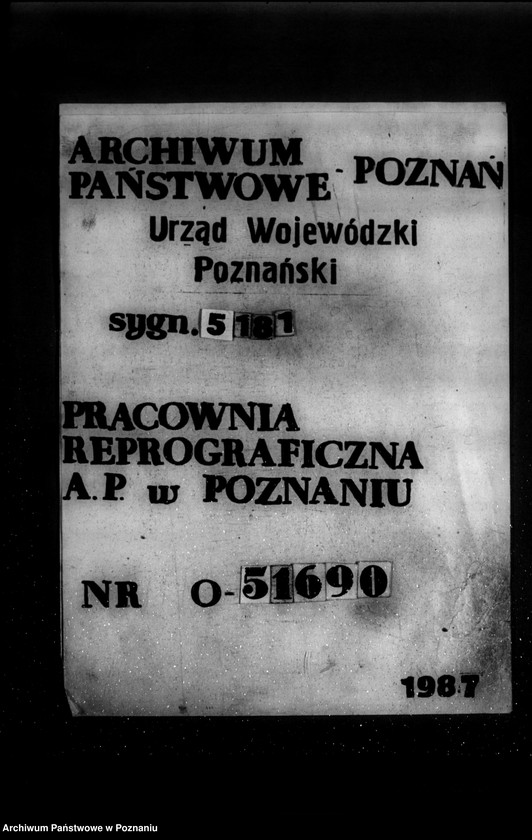 ARCHIWUM
PAŃSTWOWE - POZNAŃ
Urząd Wojewódzki
Poznański
sygn. 5181
PRACOWNIA
REPROGRAFICZNA
A.P. w POZNANIU
NR O-51690
1987
Archiwum Państwowe w Poznaniu